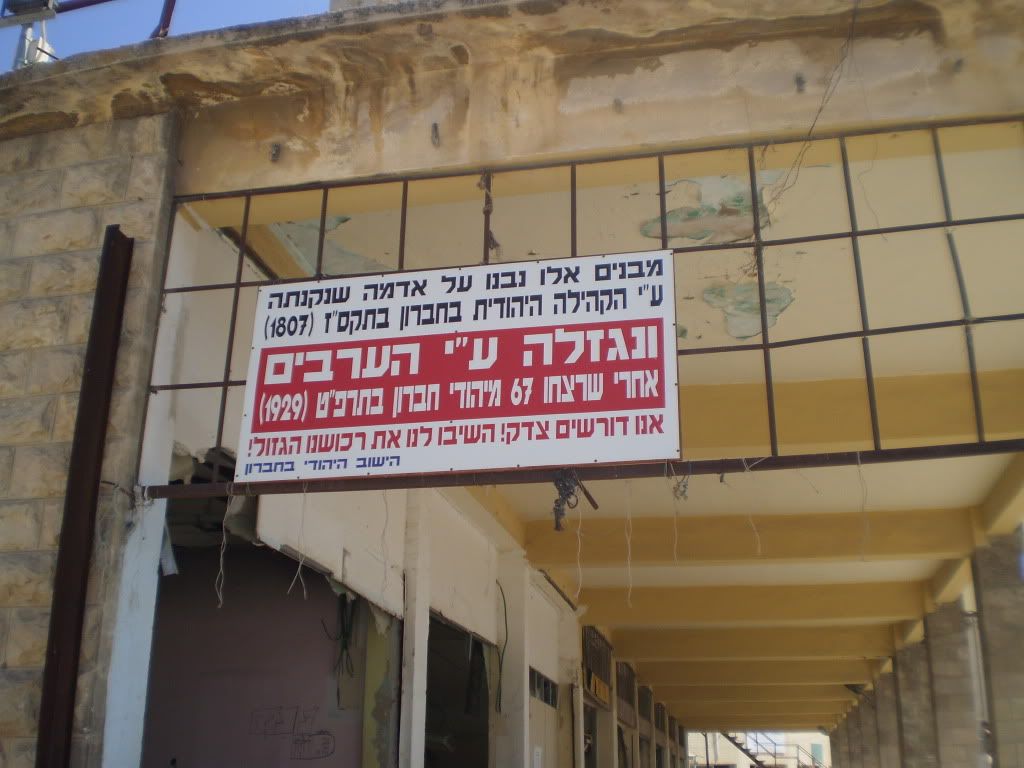 מבנים אלו נבנו על אדמה שנקנתה
ע"י הקהילה היהודית בחברון בתקס"ז (1807)
ונגזלה ע"י הערבים
אחרי שרצחו 67 מיהודי חברון בתרפ"ט (1929)
אנו דורשים צדק! השיבו לנו את רכושנו הגזול!
הישוב היהודי בחברון